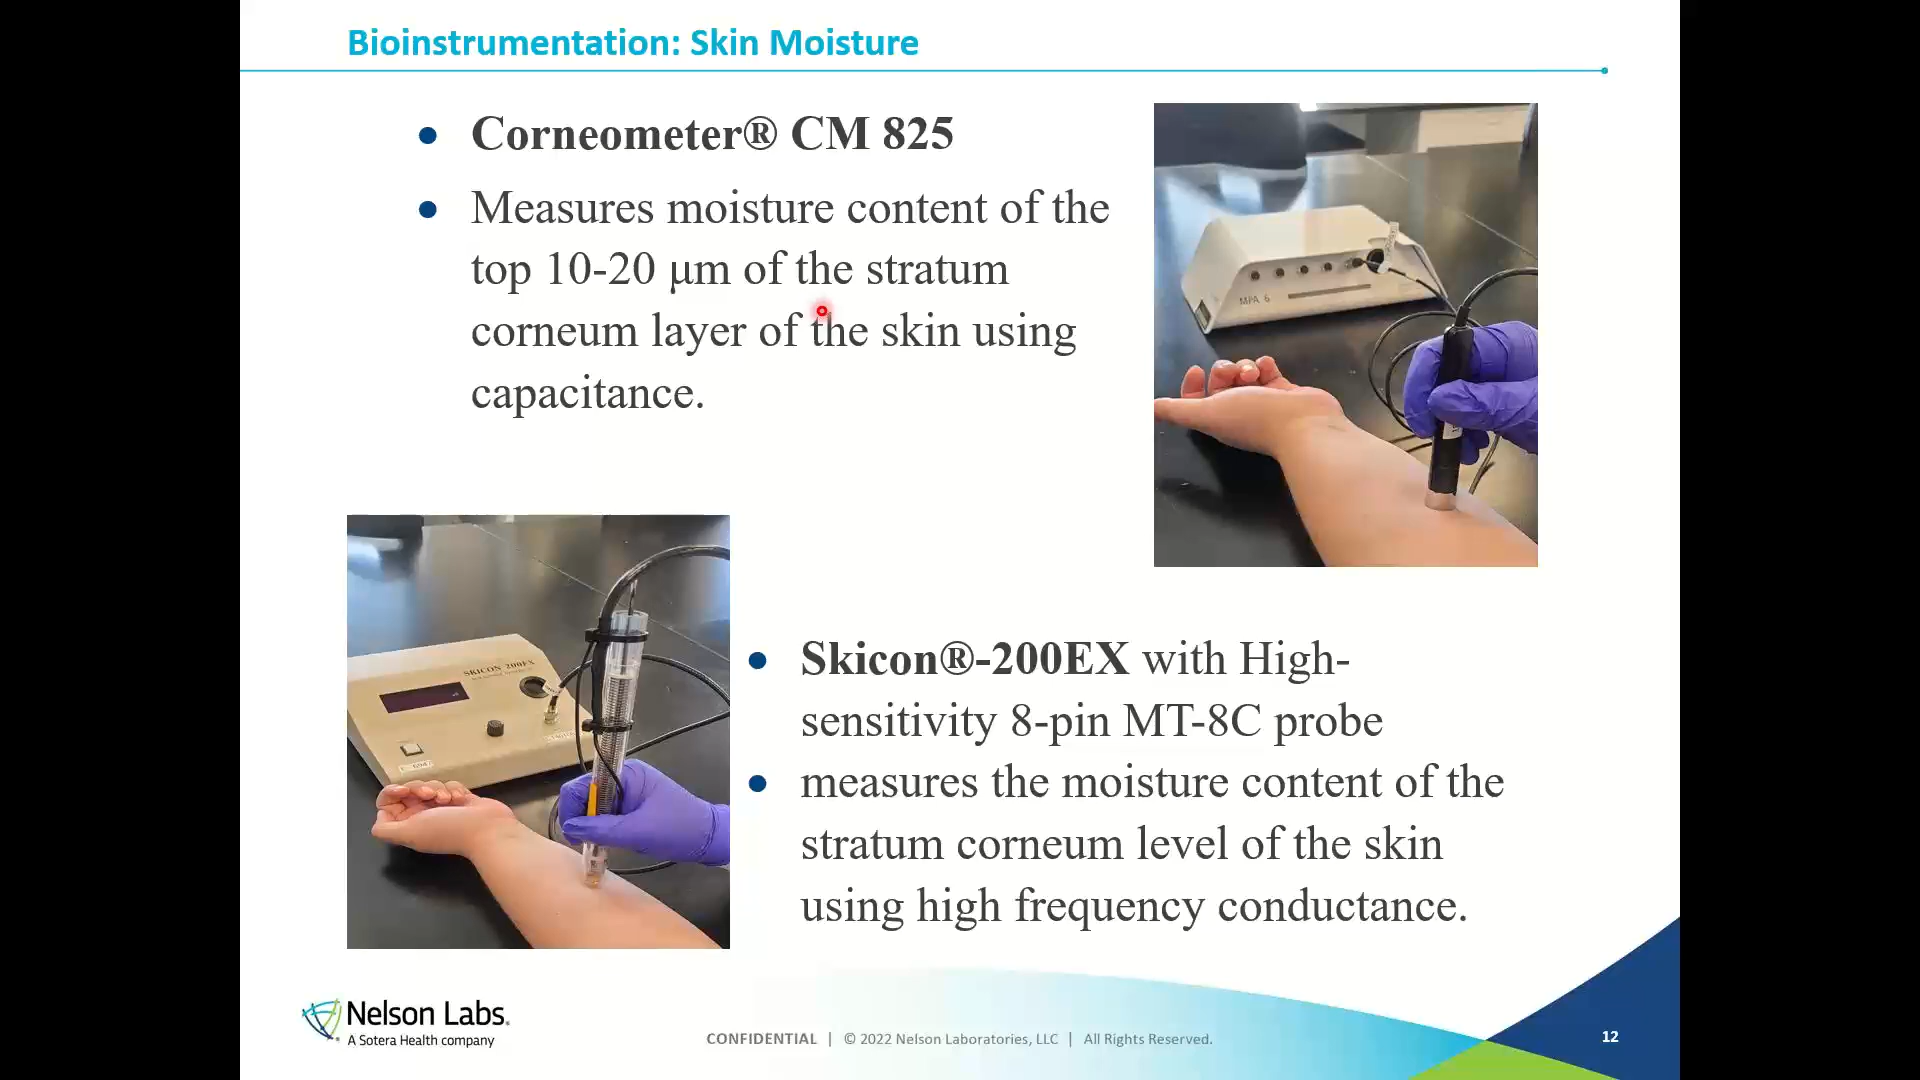 Bioinstrumentation: Skin Moisture
Corneometer® CM 825
Measures moisture content of the
top 10-20 μm of the stratum
corneum layer of the skin using
capacitance.
MPA 6
SKICON 200EX
Skicon®-200EX with High-
sensitivity 8-pin MT-8C probe
measures the moisture content of the
stratum corneum level of the skin
using high frequency conductance.
Nelson Labs.
A Sotera Health company
CONFIDENTIAL | © 2022 Nelson Laboratories, LLC | All Rights Reserved.
12